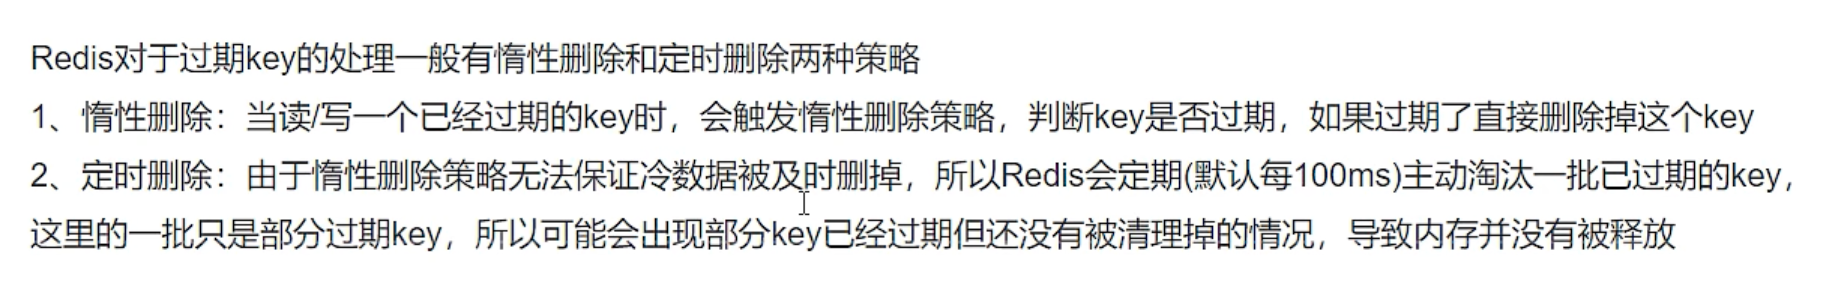 Redis对于过期key的处理一般有惰性删除和定时删除两种策略
1、惰性删除：当读/写一个已经过期的key时，会触发惰性删除策略，判断key是否过期，如果过期了直接删除掉这个key
2、定时删除：由于惰性删除策略无法保证冷数据被及时删掉，所以Redis会定期(默认每100ms)主动淘汰一批已过期的key，
这里的一批只是部分过期key，所以可能会出现部分key已经过期但还没有被清理掉的情况，导致内存并没有被释放